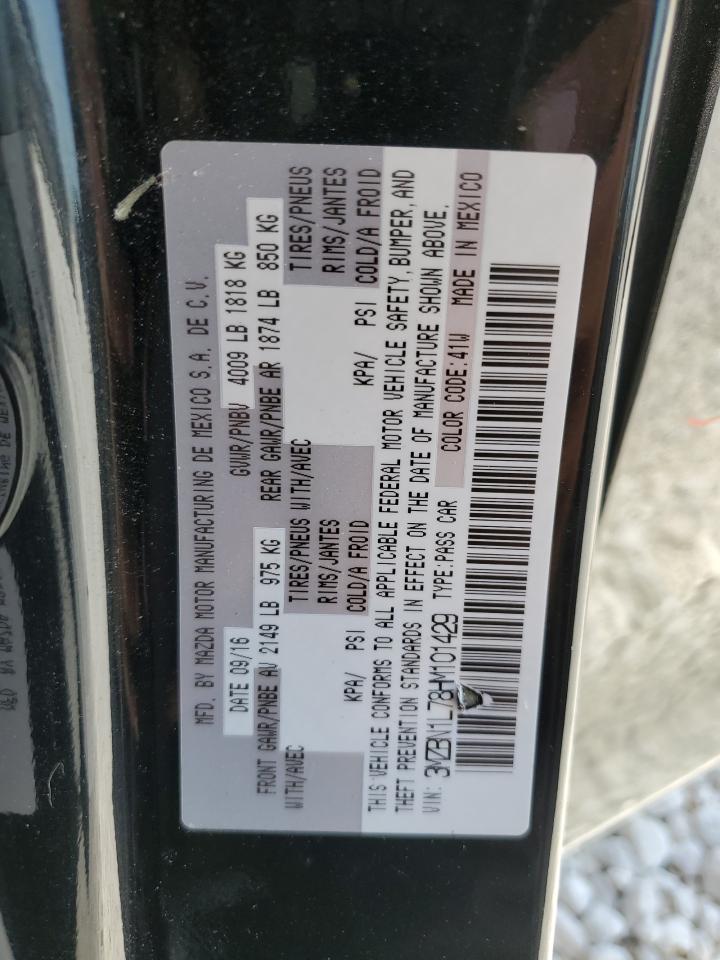 MFD. BY MAZDA MOTOR MANUFACTURING DE MEXICO S.A. DE C.V.
DATE 09/16 GVWR/PNBV 4009 LB 1818 KG
FRONT GAWR/PNBE AV 2149 LB 975 KG REAR GAWR/PNBE AR 1874 LB 850 KG
WITH/AVEC TIRES/PNEUS WITH/AVEC TIRES/PNEUS
RIMS/JANTES RIMS/JANTES
KPA/ PSI COLD/A FROID KPA/ PSI COLD/A FROID
THIS VEHICLE CONFORMS TO ALL APPLICABLE FEDERAL MOTOR VEHICLE SAFETY, BUMPER, AND
THEFT PREVENTION STANDARDS IN EFFECT ON THE DATE OF MANUFACTURE SHOWN ABOVE.
VIN: 3MZBN1L78HM101429 TYPE:PASS CAR COLOR CODE:41W MADE IN MEXICO